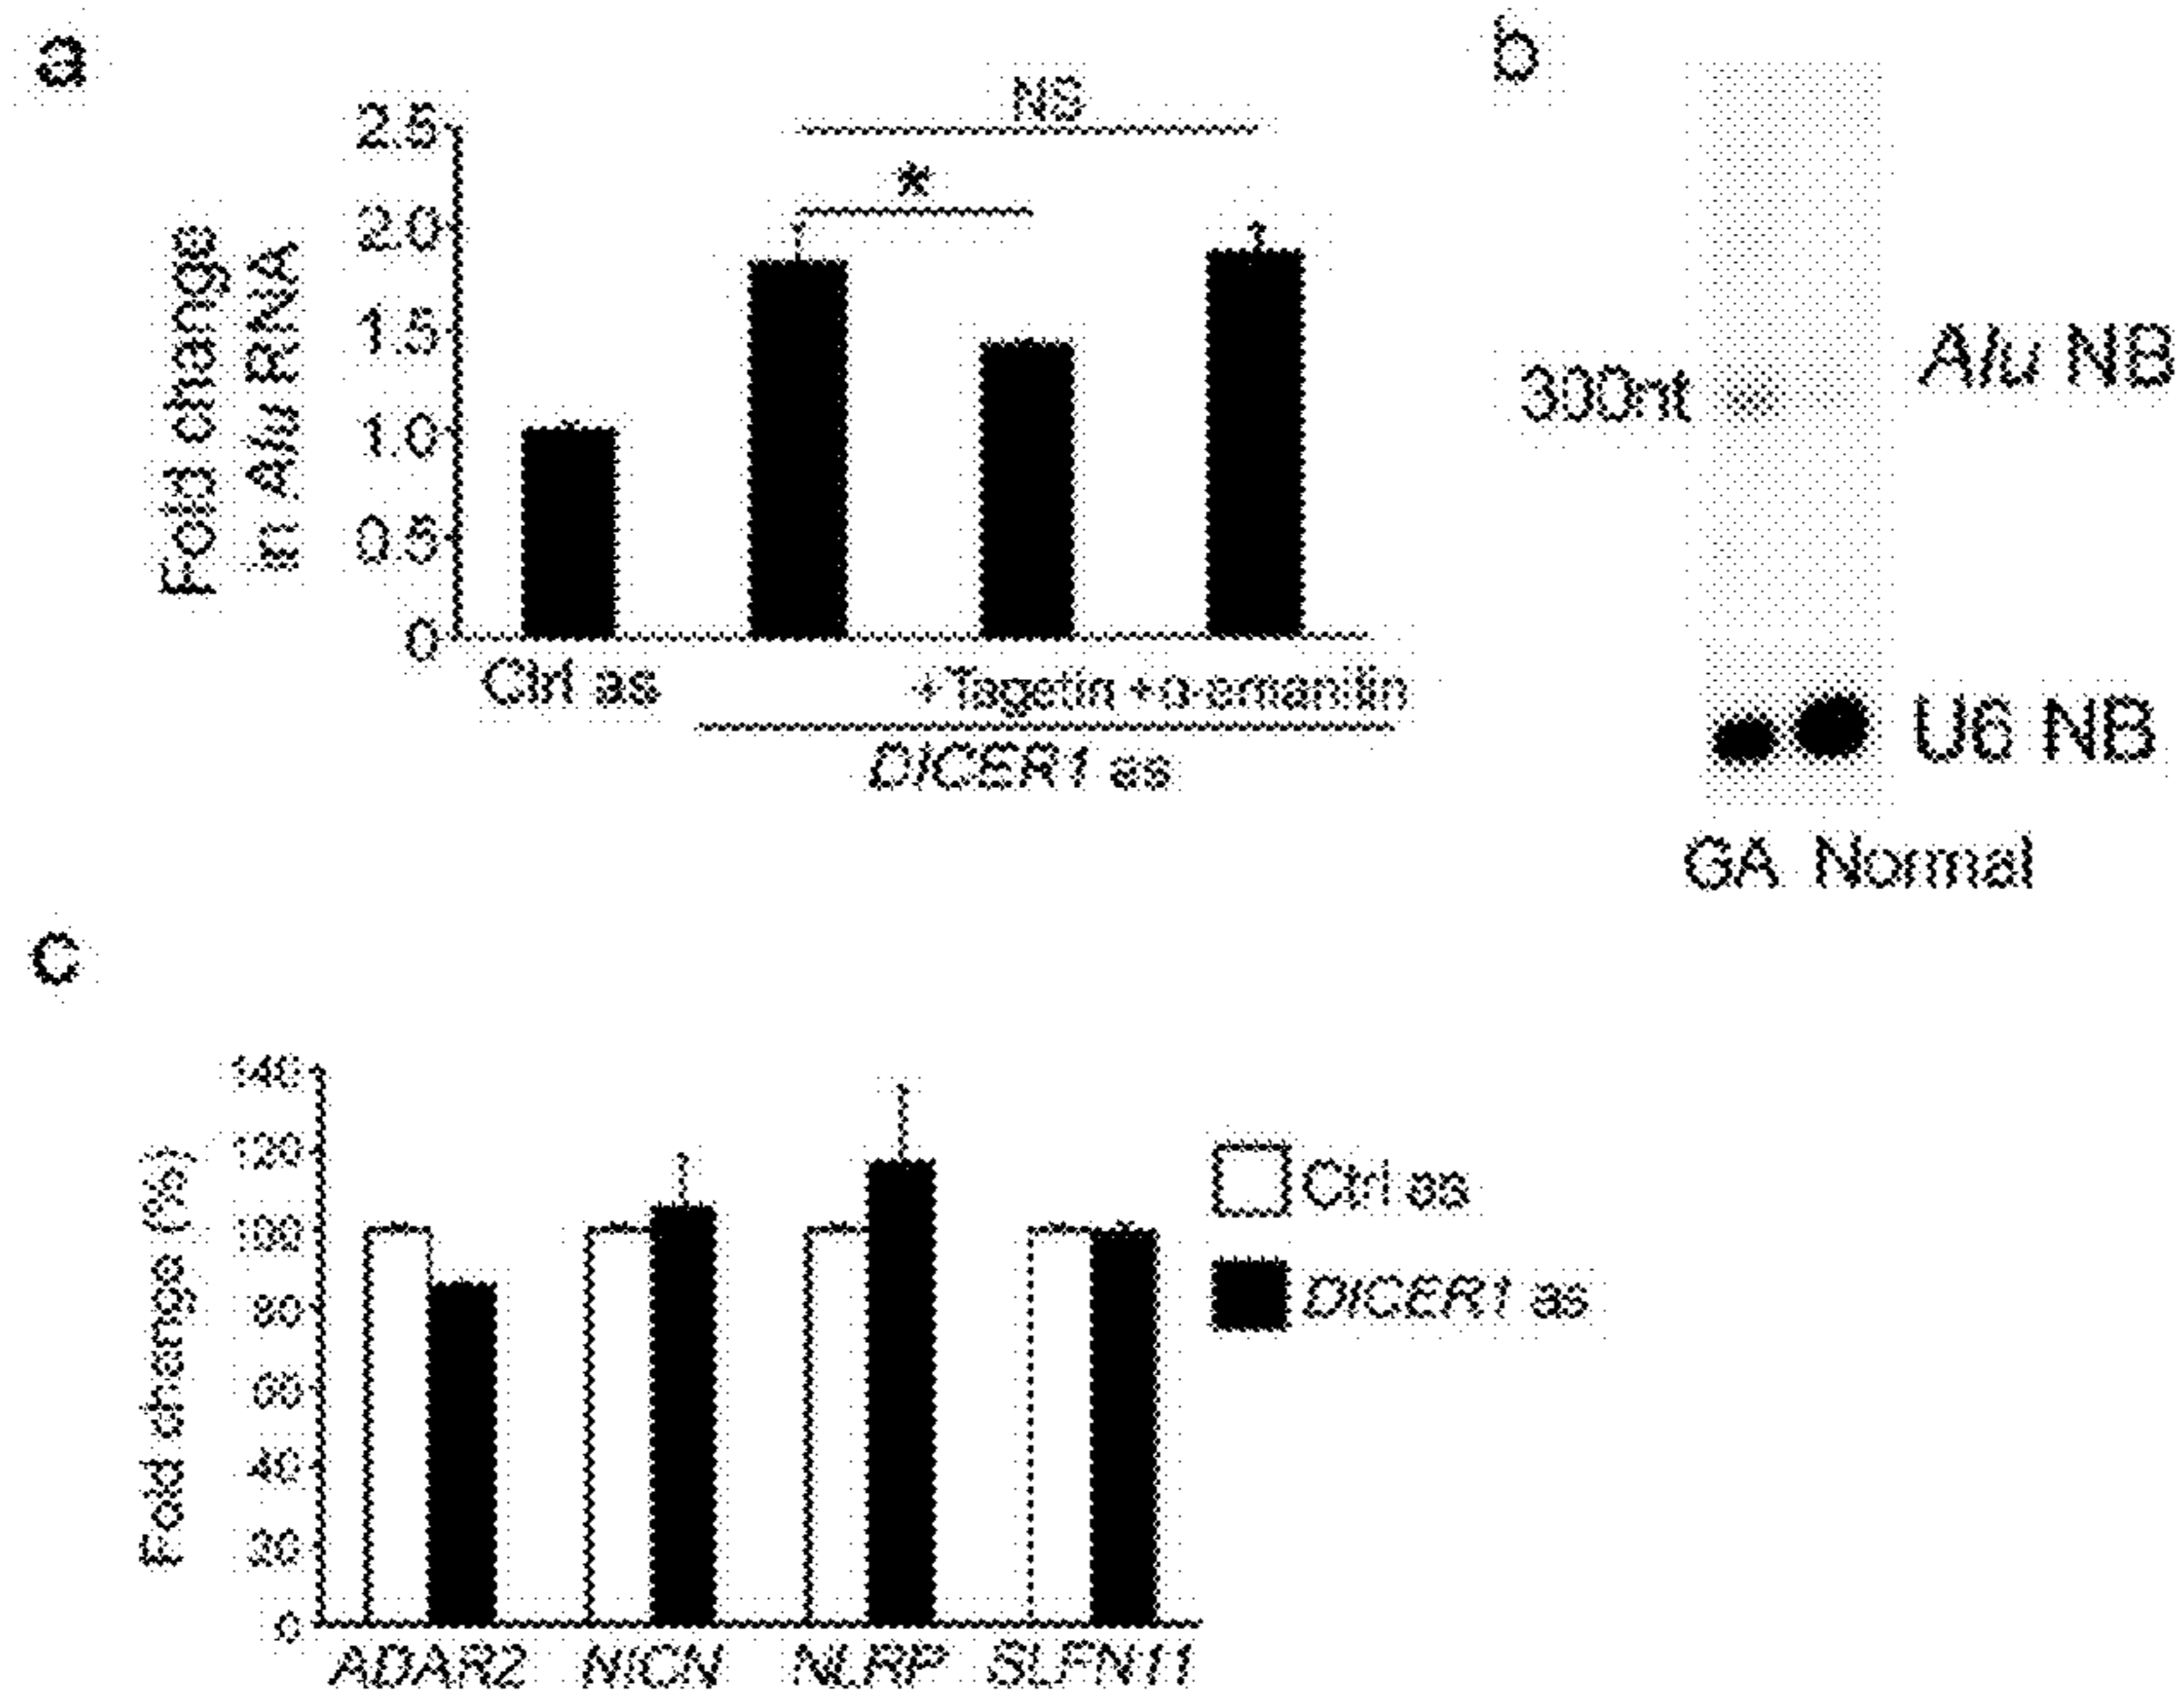 a
NS
*
2.5
2.0
1.5
1.0
0.5
0
Fold change
in Alu RNA
Ctrl as
+Tagetin +α-amanitin
DICER1 as
b
300nt
Alu NB
U6 NB
GA Normal
c
140
120
100
80
60
40
20
0
Fold change (%)
ADAR2 NICN NLRP SLFN11
Ctrl as
DICER1 as